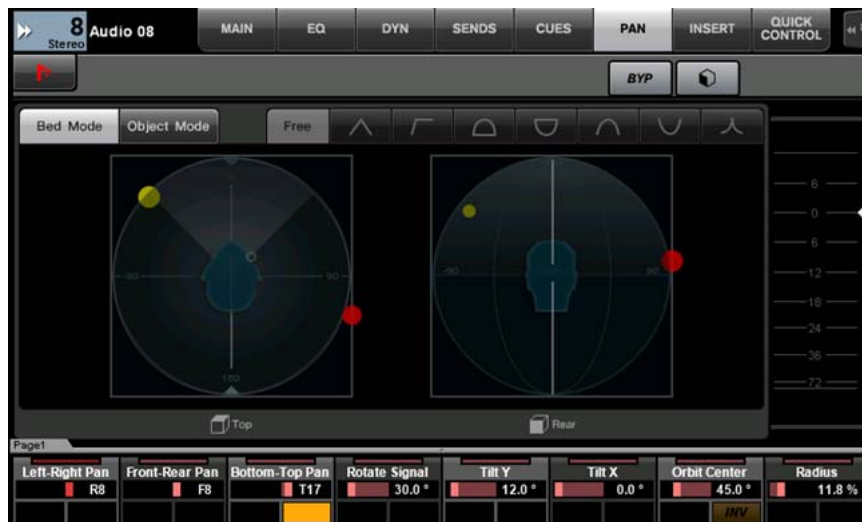 8 Audio 08
Stereo
MAIN EQ DYN SENDS CUES PAN INSERT QUICK CONTROL
BYP
Bed Mode Object Mode Free
-90 90 -90 90
180
Top Rear
6
0
6
12
18
24
36
72
Page1
Left-Right Pan Front-Rear Pan Bottom-Top Pan Rotate Signal Tilt Y Tilt X Orbit Center Radius
R8 F8 T17 30.0 ° 12.0 ° 0.0 ° 45.0 ° 11.8 %
INV